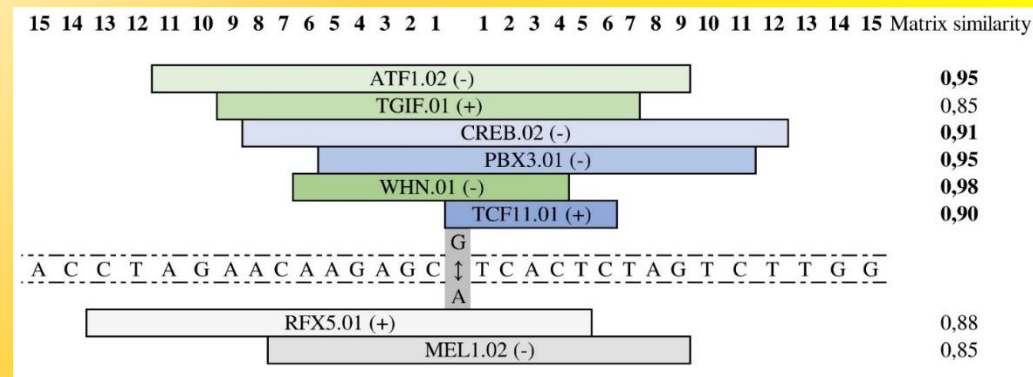 15 14 13 12 11 10 9 8 7 6 5 4 3 2 1 1 2 3 4 5 6 7 8 9 10 11 12 13 14 15 Matrix similarity
ATF1.02 (-) 0,95
TGIF.01 (+) 0,85
CREB.02 (-) 0,91
PBX3.01 (-) 0,95
WHN.01 (-) 0,98
TCF11.01 (+) 0,90
G
A C C T A G A A C A A G A G C ↕ T C A C T C T A G T C T T G G
A
RFX5.01 (+) 0,88
MEL1.02 (-) 0,85